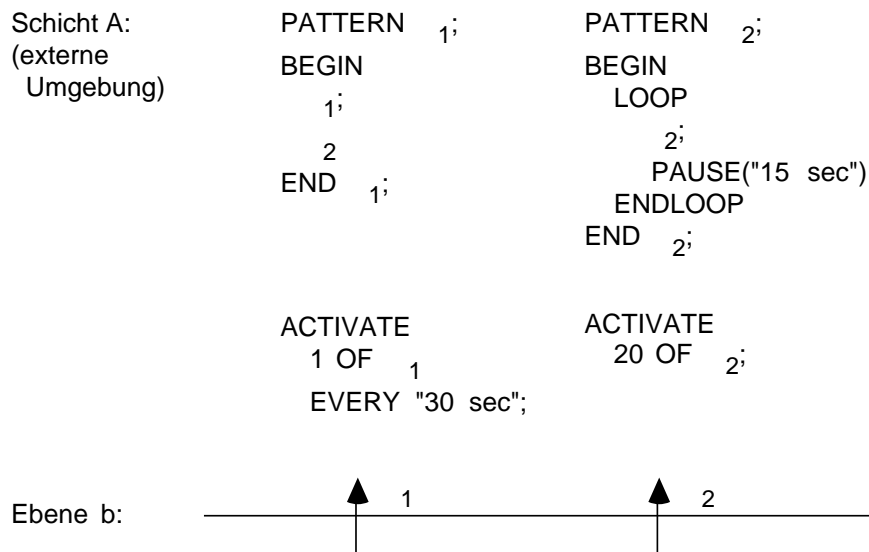 Schicht A:
(externe
Umgebung)
PATTERN 1;
BEGIN
1;
2
END 1;
ACTIVATE
1 OF 1
EVERY "30 sec";
PATTERN 2;
BEGIN
LOOP
2;
PAUSE("15 sec")
ENDLOOP
END 2;
ACTIVATE
20 OF 2;
Ebene b:
1
2